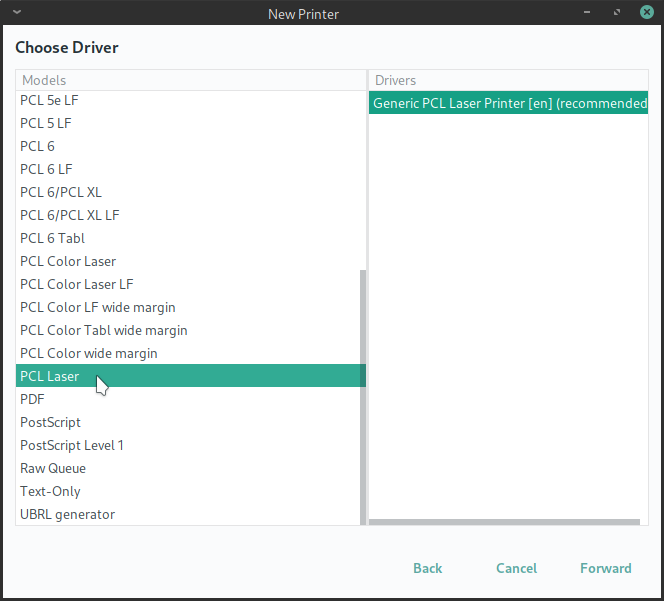 New Printer
Choose Driver
Models
PCL 5e LF
PCL 5 LF
PCL 6
PCL 6 LF
PCL 6/PCL XL
PCL 6/PCL XL LF
PCL 6 Tabl
PCL Color Laser
PCL Color Laser LF
PCL Color LF wide margin
PCL Color Tabl wide margin
PCL Color wide margin
PCL Laser
PDF
PostScript
PostScript Level 1
Raw Queue
Text-Only
UBRL generator
Drivers
Generic PCL Laser Printer [en] (recommended
Back
Cancel
Forward